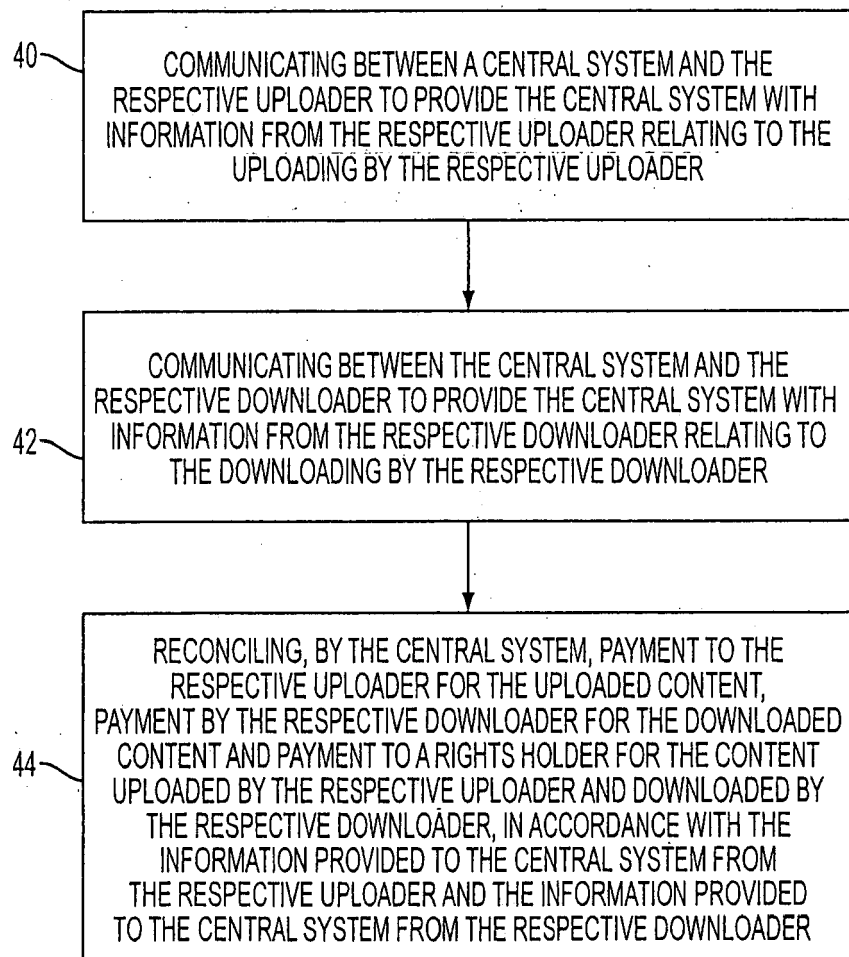 40
COMMUNICATING BETWEEN A CENTRAL SYSTEM AND THE
RESPECTIVE UPLOADER TO PROVIDE THE CENTRAL SYSTEM WITH
INFORMATION FROM THE RESPECTIVE UPLOADER RELATING TO THE
UPLOADING BY THE RESPECTIVE UPLOADER
42
COMMUNICATING BETWEEN THE CENTRAL SYSTEM AND THE
RESPECTIVE DOWNLOADER TO PROVIDE THE CENTRAL SYSTEM WITH
INFORMATION FROM THE RESPECTIVE DOWNLOADER RELATING TO
THE DOWNLOADING BY THE RESPECTIVE DOWNLOADER
44
RECONCILING, BY THE CENTRAL SYSTEM, PAYMENT TO THE
RESPECTIVE UPLOADER FOR THE UPLOADED CONTENT,
PAYMENT BY THE RESPECTIVE DOWNLOADER FOR THE DOWNLOADED
CONTENT AND PAYMENT TO A RIGHTS HOLDER FOR THE CONTENT
UPLOADED BY THE RESPECTIVE UPLOADER AND DOWNLOADED BY
THE RESPECTIVE DOWNLOADER, IN ACCORDANCE WITH THE
INFORMATION PROVIDED TO THE CENTRAL SYSTEM FROM
THE RESPECTIVE UPLOADER AND THE INFORMATION PROVIDED
TO THE CENTRAL SYSTEM FROM THE RESPECTIVE DOWNLOADER